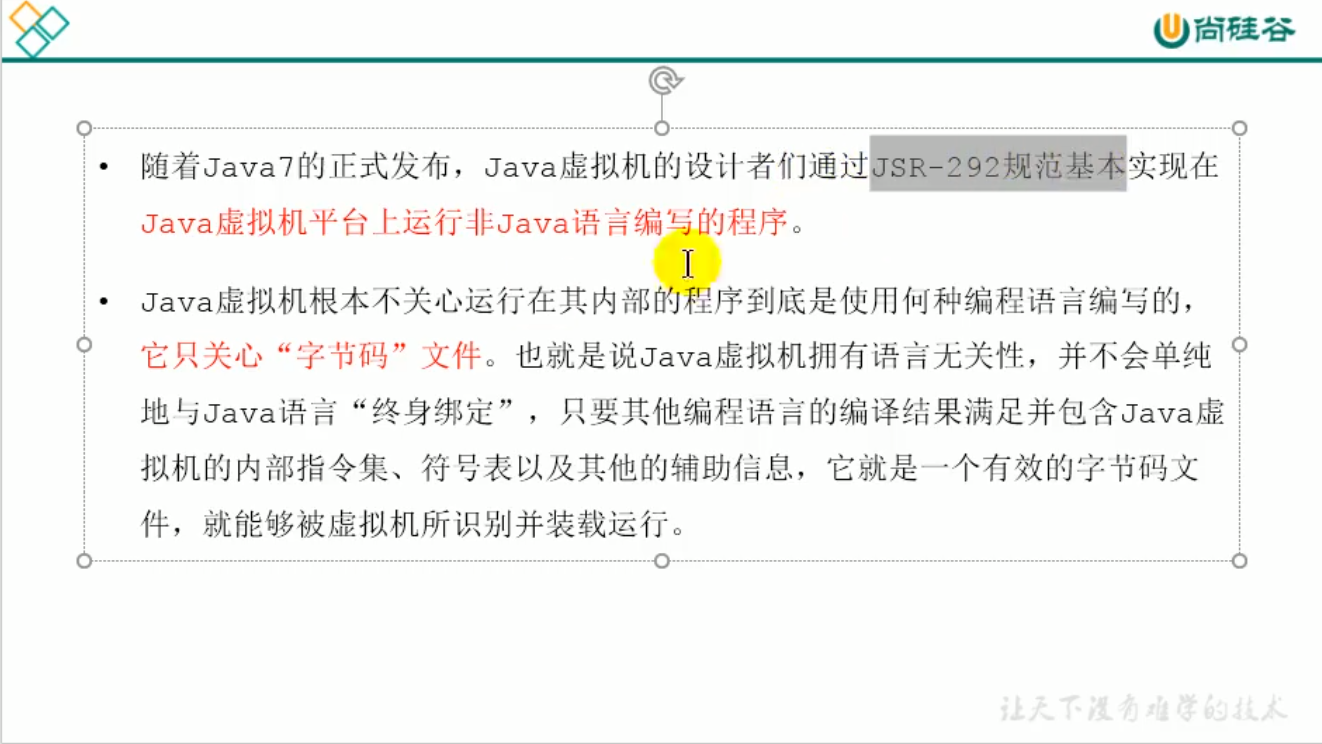 尚硅谷
• 随着Java7的正式发布，Java虚拟机的设计者们通过JSR-292规范基本实现在
Java虚拟机平台上运行非Java语言编写的程序。
• Java虚拟机根本不关心运行在其内部的程序到底是使用何种编程语言编写的，
它只关心“字节码”文件。也就是说Java虚拟机拥有语言无关性，并不会单纯
地与Java语言“终身绑定”，只要其他编程语言的编译结果满足并包含Java虚
拟机的内部指令集、符号表以及其他的辅助信息，它就是一个有效的字节码文
件，就能够被虚拟机所识别并装载运行。
让天下没有难学的技术